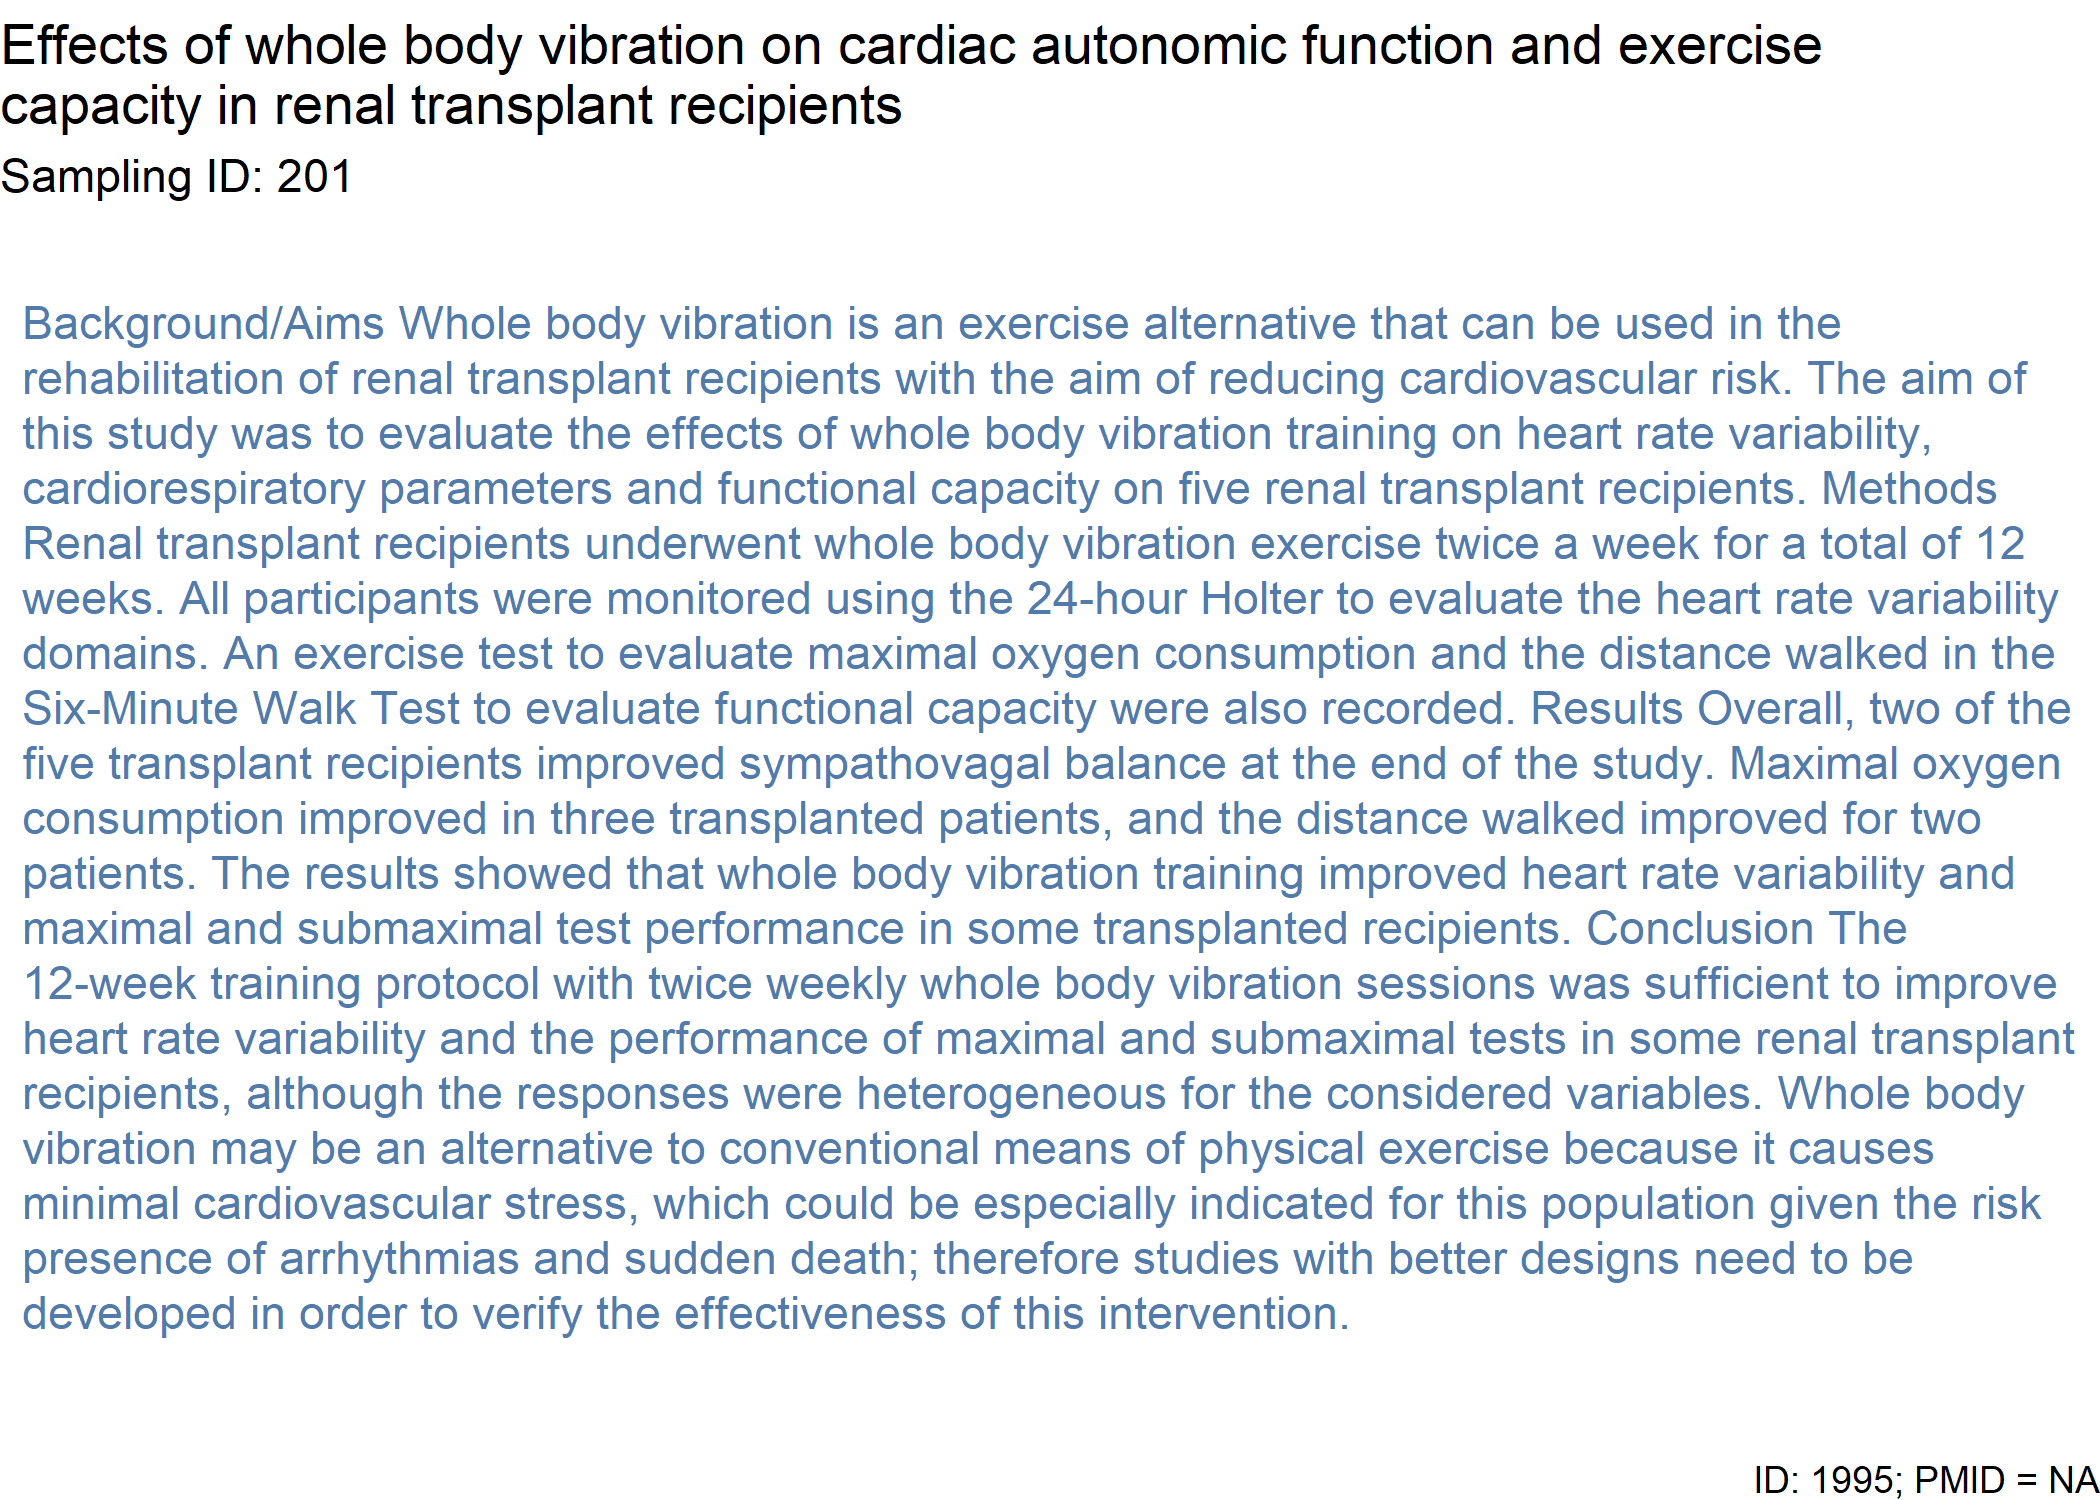 Effects of whole body vibration on cardiac autonomic function and exercise
capacity in renal transplant recipients
Sampling ID: 201
Background/Aims Whole body vibration is an exercise alternative that can be used in the
rehabilitation of renal transplant recipients with the aim of reducing cardiovascular risk. The aim of
this study was to evaluate the effects of whole body vibration training on heart rate variability,
cardiorespiratory parameters and functional capacity on five renal transplant recipients. Methods
Renal transplant recipients underwent whole body vibration exercise twice a week for a total of 12
weeks. All participants were monitored using the 24-hour Holter to evaluate the heart rate variability
domains. An exercise test to evaluate maximal oxygen consumption and the distance walked in the
Six-Minute Walk Test to evaluate functional capacity were also recorded. Results Overall, two of the
five transplant recipients improved sympathovagal balance at the end of the study. Maximal oxygen
consumption improved in three transplanted patients, and the distance walked improved for two
patients. The results showed that whole body vibration training improved heart rate variability and
maximal and submaximal test performance in some transplanted recipients. Conclusion The
12-week training protocol with twice weekly whole body vibration sessions was sufficient to improve
heart rate variability and the performance of maximal and submaximal tests in some renal transplant
recipients, although the responses were heterogeneous for the considered variables. Whole body
vibration may be an alternative to conventional means of physical exercise because it causes
minimal cardiovascular stress, which could be especially indicated for this population given the risk
presence of arrhythmias and sudden death; therefore studies with better designs need to be
developed in order to verify the effectiveness of this intervention.
ID: 1995; PMID = NA